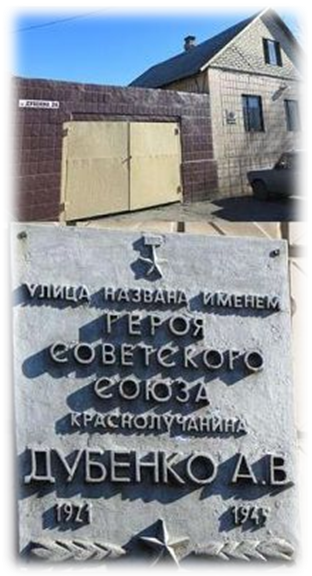 УЛИЦА НАЗВАНА ИМЕНЕМ
ГЕРОЯ
СОВЕТСКОГО
СОЮЗА
КРАСНОЛУЧАНИНА
ДУБЕНКО А.В
1921 1945